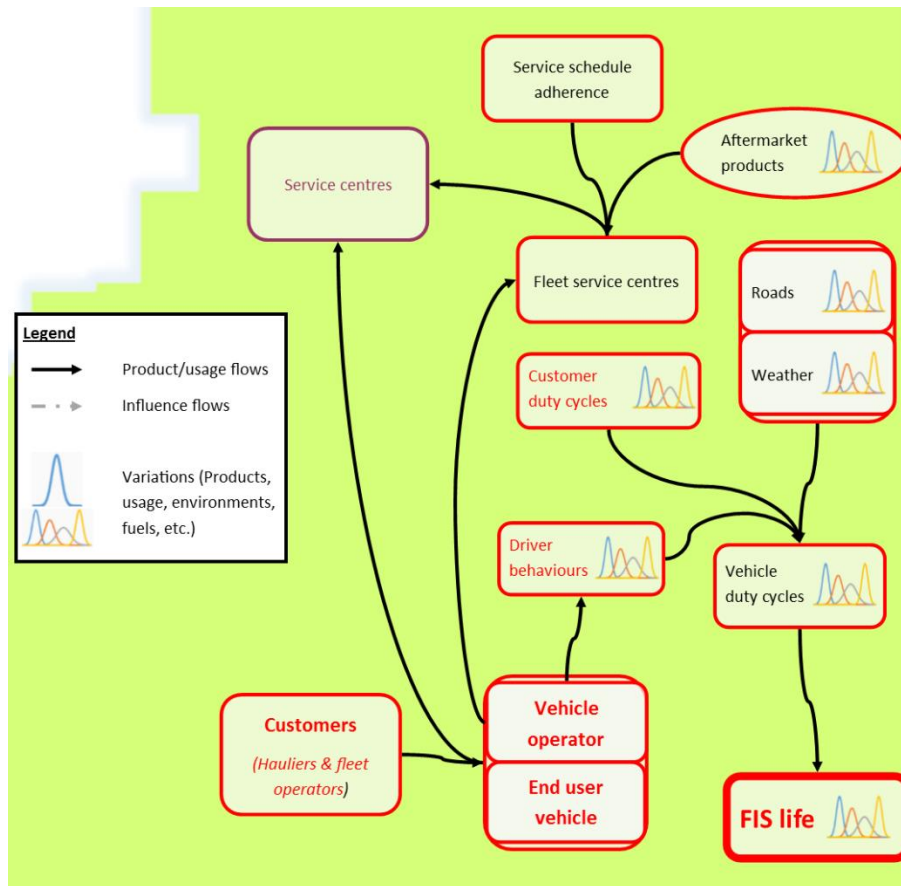 Service schedule
adherence
Aftermarket
products
Service centres
Fleet service centres
Roads
Weather
Legend
Product/usage flows
Influence flows
Variations (Products,
usage, environments,
fuels, etc.)
Customer
duty cycles
Driver
behaviours
Vehicle
duty cycles
Customers
(Hauliers & fleet
operators)
Vehicle
operator
End user
vehicle
FIS life